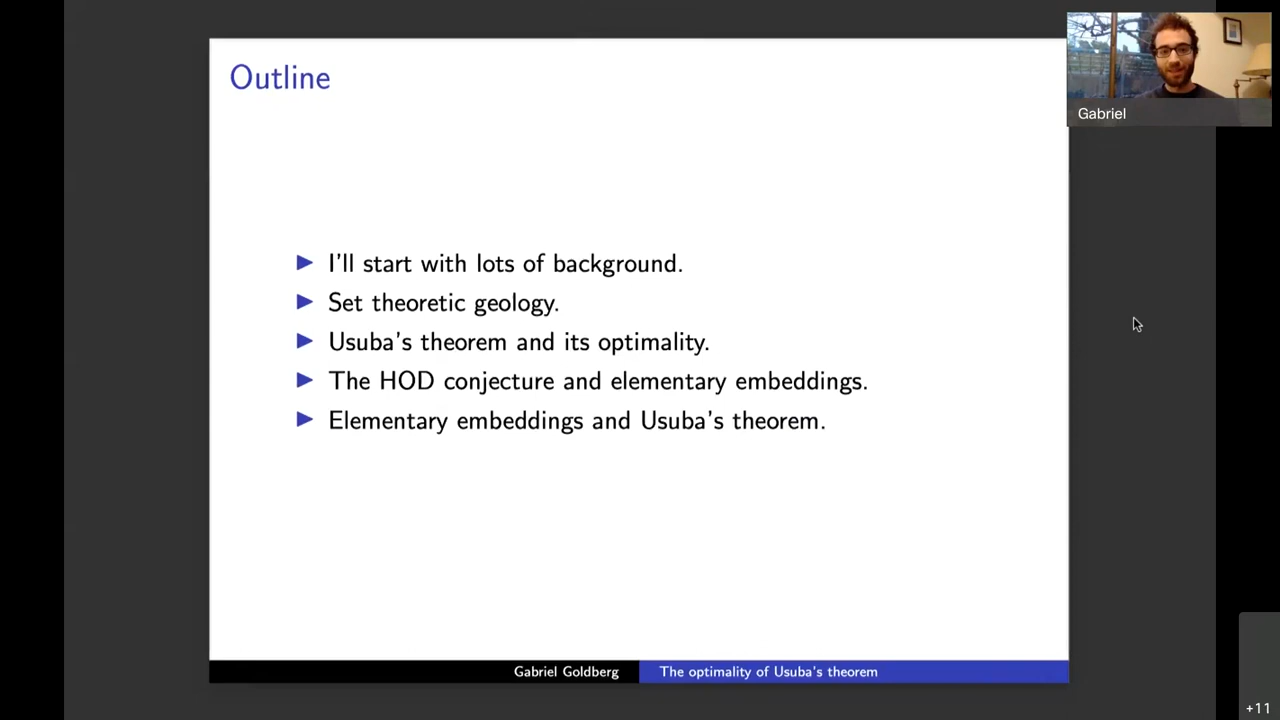 Outline
Gabriel
▶ I'll start with lots of background.
▶ Set theoretic geology.
▶ Usuba's theorem and its optimality.
▶ The HOD conjecture and elementary embeddings.
▶ Elementary embeddings and Usuba's theorem.
Gabriel Goldberg The optimality of Usuba's theorem
+11